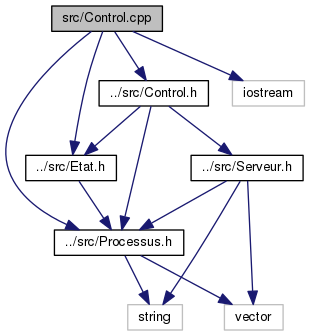 src/Control.cpp
../src/Control.h
iostream
../src/Etat.h
../src/Serveur.h
../src/Processus.h
string
vector